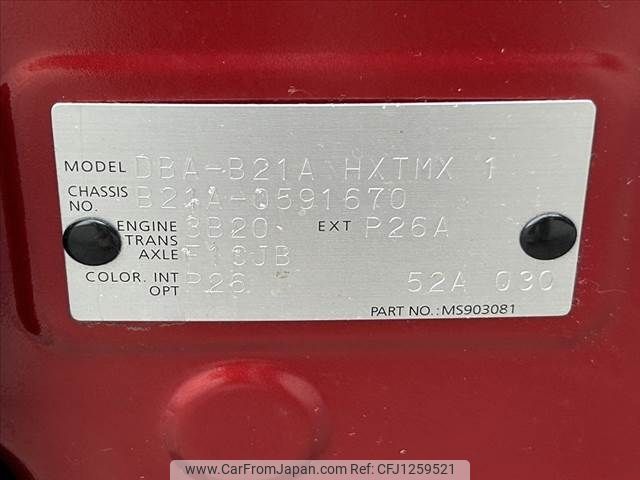 MODEL DBA-B21A HXTMX 1
CHASSIS NO. B21A-0591670
ENGINE 3B20 EXT P26A
TRANS AXLE F1CJB
COLOR. INT P26 52A 030
OPT
PART NO.:MS903081
www.CarFromJapan.com - CFJ1259521